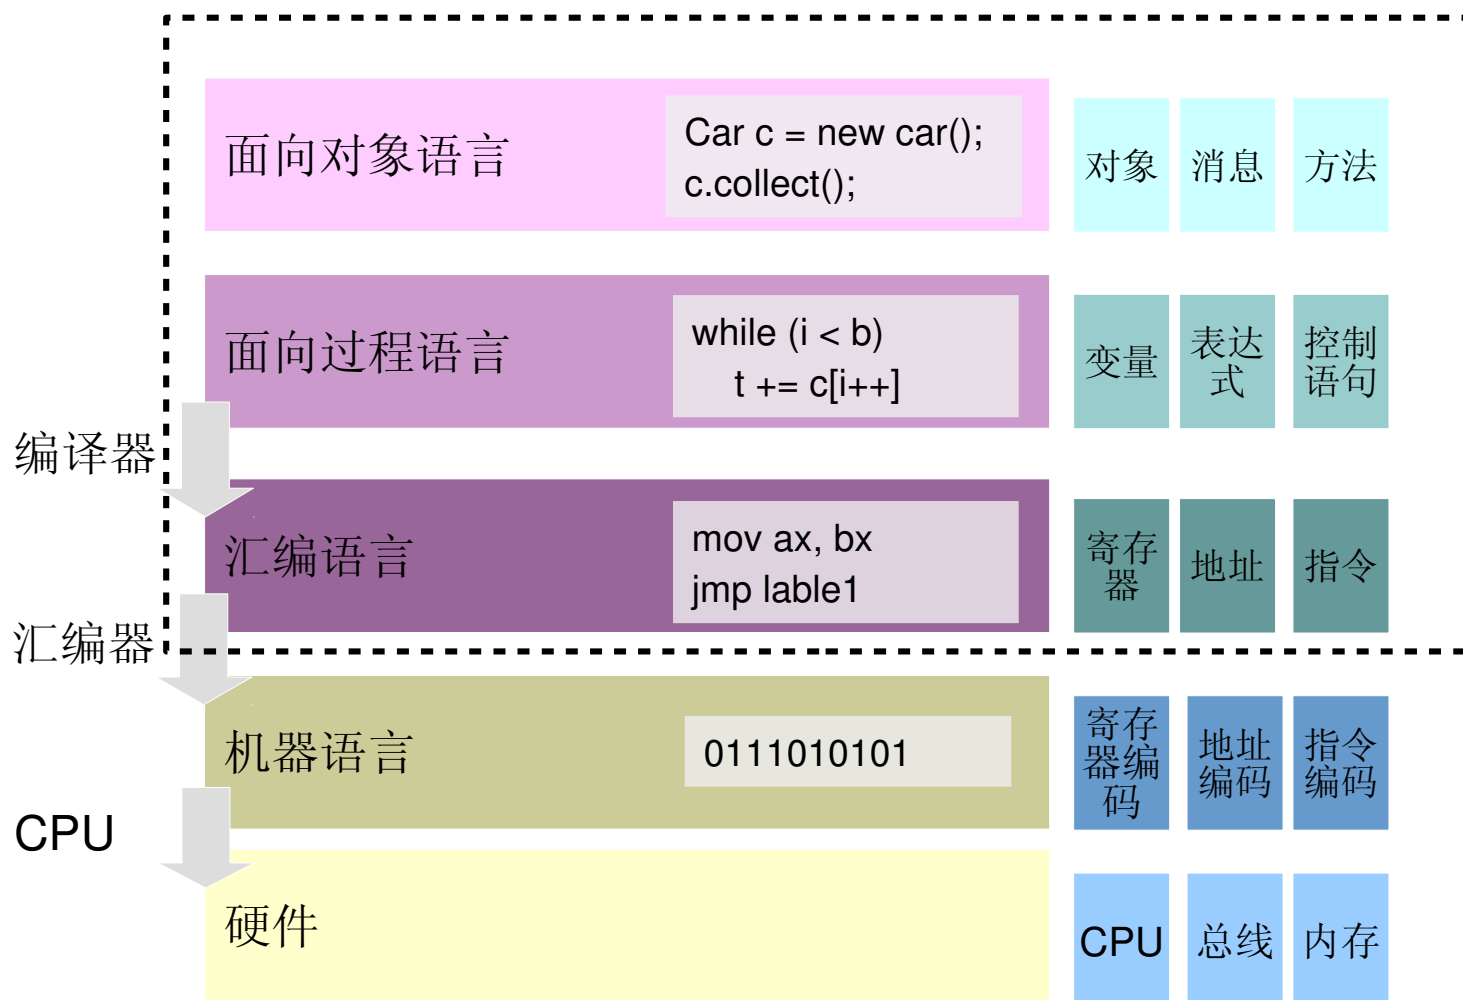 面向对象语言
Car c = new car();
c.collect();
对象
消息
方法
面向过程语言
while (i < b)
t += c[i++]
变量
表达
式
控制
语句
编译器
汇编语言
mov ax, bx
jmp lable1
寄存
器
地址
指令
汇编器
机器语言
0111010101
寄存
器编
码
地址
编码
指令
编码
CPU
硬件
CPU
总线
内存